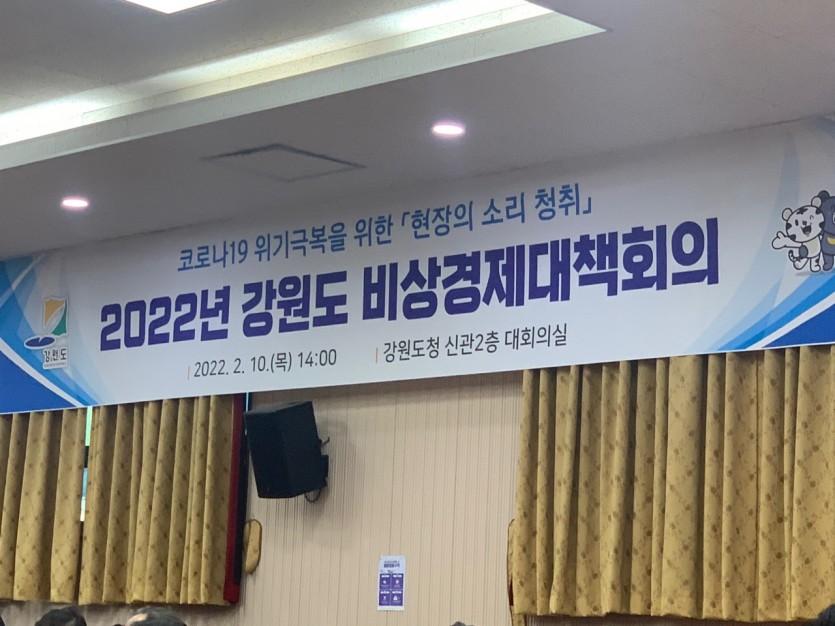 코로나19 위기극복을 위한 「현장의 소리 청취」
2022년 강원도 비상경제대책회의
강원도
| 2022. 2. 10.(목) 14:00 | 강원도청 신관2층 대회의실